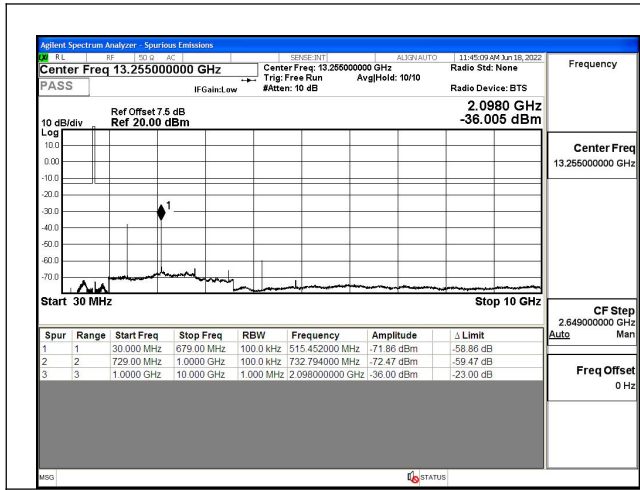 Agilent Spectrum Analyzer - Spurious Emissions
RL RF 50 Ω AC SENSE:INT ALIGN AUTO 11:45:09 AM Jun 18, 2022
Center Freq 13.255000000 GHz
Center Freq: 13.255000000 GHz
Radio Std: None
Frequency
PASS
IFGain:Low
Trig: Free Run Avg|Hold: 10/10
#Atten: 10 dB
Radio Device: BTS
Ref Offset 7.5 dB
2.0980 GHz
10 dB/div Ref 20.00 dBm
-36.005 dBm
Log
10.0
0.00
-10.0
-20.0
-30.0
-40.0
-50.0
-60.0
-70.0
1
Start 30 MHz
Stop 10 GHz
Center Freq
13.255000000 GHz
CF Step
2.649000000 GHz
Auto Man
Freq Offset
0 Hz
Spur Range Start Freq Stop Freq RBW Frequency Amplitude Δ Limit
1 1 30.000 MHz 679.00 MHz 100.0 kHz 515.452000 MHz -71.86 dBm -58.86 dB
2 2 729.00 MHz 1.0000 GHz 100.0 kHz 732.794000 MHz -72.47 dBm -59.47 dB
3 3 1.0000 GHz 10.000 GHz 1.000 MHz 2.098000000 GHz -36.00 dBm -23.00 dB
MSG
STATUS